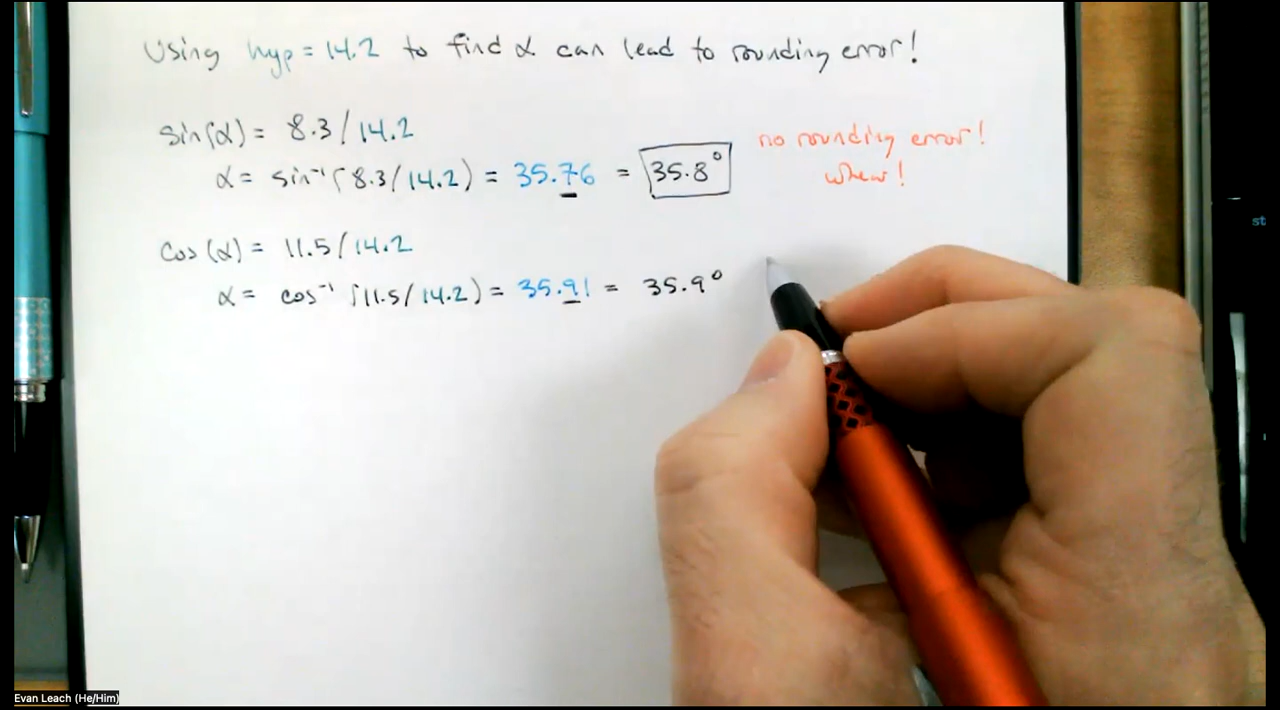 Using hyp = 14.2 to find α can lead to rounding error!
sin(α) = 8.3/14.2
α = sin⁻¹(8.3/14.2) = 35.76 = 35.8°
no rounding error!
whew!
cos(α) = 11.5/14.2
α = cos⁻¹(11.5/14.2) = 35.91 = 35.9°
st
Evan Leach (He/Him)